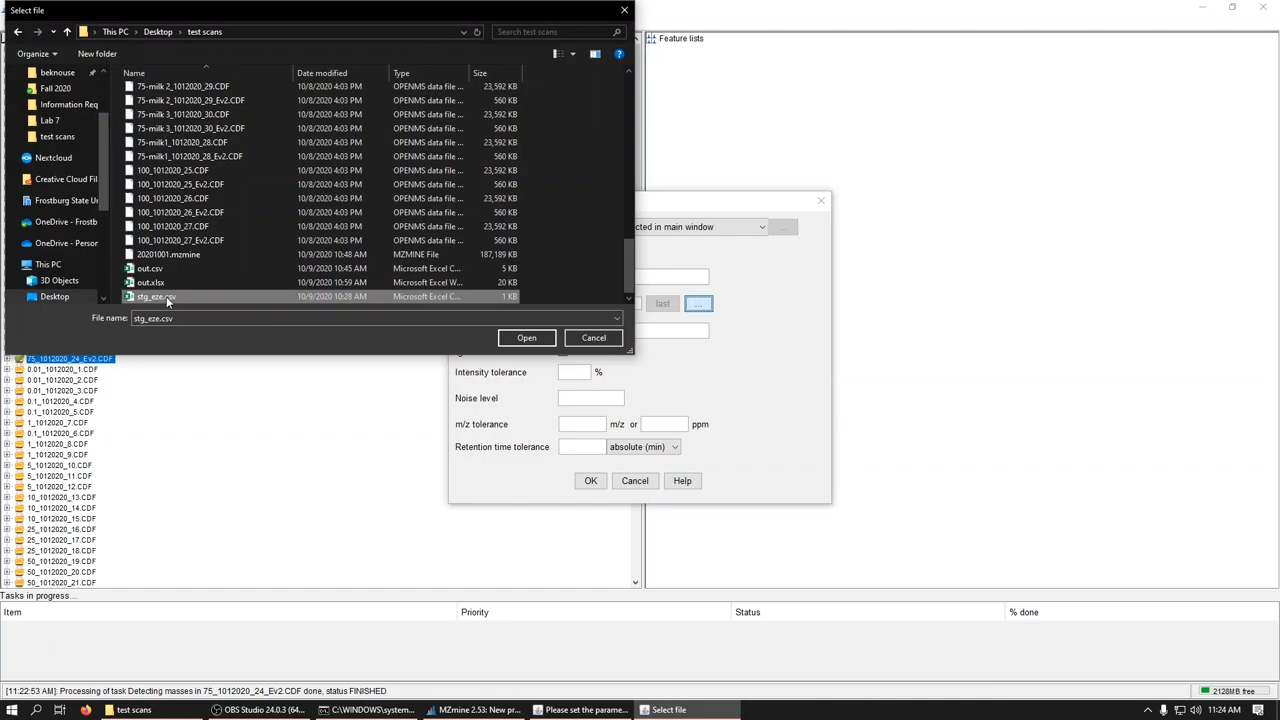 Select file
This PC > Desktop > test scans
Search test scans
Organize
New folder
Name
Date modified
Type
Size
beknouse
Fall 2020
Information Req
Lab 7
test scans
Nextcloud
Creative Cloud Fil
Frostburg State Un
OneDrive - Frostb
OneDrive - Person
This PC
3D Objects
Desktop
75-milk 2_1012020_29.CDF 10/8/2020 4:03 PM OPENMS data file ... 23,592 KB
75-milk 2_1012020_29_Ev2.CDF 10/8/2020 4:03 PM OPENMS data file ... 560 KB
75-milk 3_1012020_30.CDF 10/8/2020 4:03 PM OPENMS data file ... 23,592 KB
75-milk 3_1012020_30_Ev2.CDF 10/8/2020 4:03 PM OPENMS data file ... 560 KB
75-milk1_1012020_28.CDF 10/8/2020 4:03 PM OPENMS data file ... 23,592 KB
75-milk1_1012020_28_Ev2.CDF 10/8/2020 4:03 PM OPENMS data file ... 560 KB
100_1012020_25.CDF 10/8/2020 4:03 PM OPENMS data file ... 23,592 KB
100_1012020_25_Ev2.CDF 10/8/2020 4:03 PM OPENMS data file ... 560 KB
100_1012020_26.CDF 10/8/2020 4:03 PM OPENMS data file ... 23,592 KB
100_1012020_26_Ev2.CDF 10/8/2020 4:03 PM OPENMS data file ... 560 KB
100_1012020_27.CDF 10/8/2020 4:03 PM OPENMS data file ... 23,592 KB
100_1012020_27_Ev2.CDF 10/8/2020 4:03 PM OPENMS data file ... 560 KB
20201001.mzmine 10/9/2020 10:48 AM MZMINE File 187,189 KB
out.csv 10/9/2020 10:45 AM Microsoft Excel C... 5 KB
out.xlsx 10/9/2020 10:59 AM Microsoft Excel W... 20 KB
stg_eze.csv 10/9/2020 10:28 AM Microsoft Excel C... 1 KB
File name: stg_eze.csv
Open
Cancel
Feature lists
cted in main window
...
last
...
Intensity tolerance %
Noise level
m/z tolerance m/z or ppm
Retention time tolerance absolute (min)
OK
Cancel
Help
75_1012020_24_Ev2.CDF
0.01_1012020_1.CDF
0.01_1012020_2.CDF
0.01_1012020_3.CDF
0.1_1012020_4.CDF
0.1_1012020_5.CDF
1_1012020_7.CDF
0.1_1012020_6.CDF
1_1012020_8.CDF
1_1012020_9.CDF
5_1012020_10.CDF
5_1012020_11.CDF
5_1012020_12.CDF
10_1012020_13.CDF
10_1012020_14.CDF
10_1012020_15.CDF
25_1012020_16.CDF
25_1012020_17.CDF
25_1012020_18.CDF
50_1012020_19.CDF
50_1012020_20.CDF
50_1012020_21.CDF
Tasks in progress...
Item
Priority
Status
% done
[11:22:53 AM]: Processing of task Detecting masses in 75_1012020_24_Ev2.CDF done, status FINISHED
2128MB free
test scans
OBS Studio 24.0.3 (64...
C:\WINDOWS\system...
MZmine 2.53: New pr...
Please set the parame...
Select file
11:24 AM